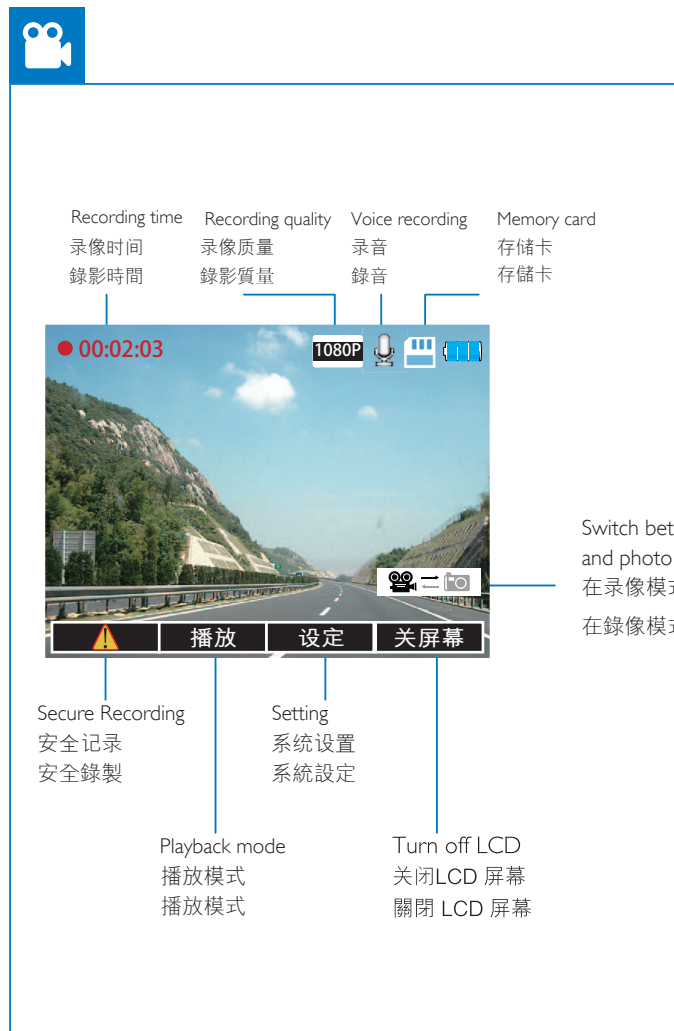 Recording time
录像时间
錄影時間
Recording quality
录像质量
錄影質量
Voice recording
录音
錄音
Memory card
存储卡
存儲卡
00:02:03
1080P
Switch bet
and photo
在录像模式
在錄像模式
播放
设定
关屏幕
Secure Recording
安全记录
安全錄製
Setting
系统设置
系統設定
Playback mode
播放模式
播放模式
Turn off LCD
关闭LCD 屏幕
關閉 LCD 屏幕